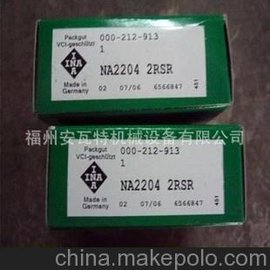 Packgut
VCI-geschützt
000-212-913
1
INA
Made in
Germany
NA2204 2RSR
02 07/06 6566847
451
福州安瓦特机械设备有限公司
Packgut
VCI-geschützt
000-212-913
1
INA
Made in
Germany
NA2204 2RSR
02 07/06 6566847
451
china.makepolo.com